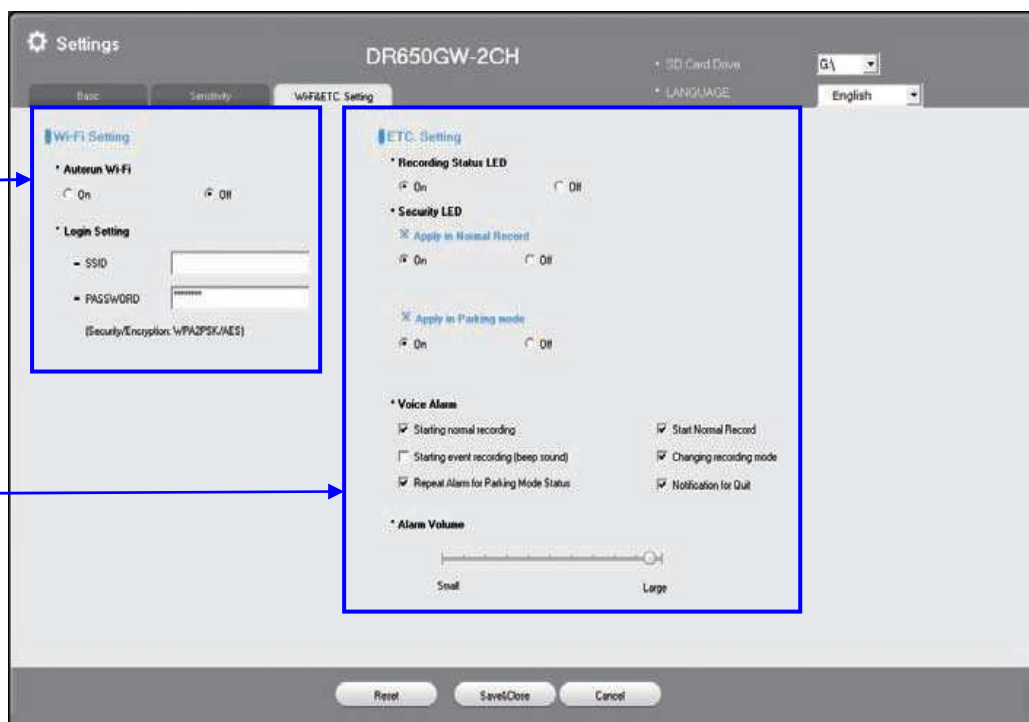 Settings
DR650GW-2CH
• SD Card Drive
G:\
• LANGUAGE
English
Basic
Sensitivity
Wi-Fi&ETC. Setting
Wi-Fi Setting
* Autorun Wi-Fi
On Off
* Login Setting
- SSID
- PASSWORD ********
(Security/Encryption: WPA2PSK/AES)
ETC. Setting
* Recording Status LED
On Off
* Security LED
※ Apply in Normal Record
On Off
※ Apply in Parking mode
On Off
* Voice Alarm
Starting normal recording Start Normal Record
Starting event recording (beep sound) Changing recording mode
Repeat Alarm for Parking Mode Status Notification for Quit
* Alarm Volume
Small Large
Reset Save&Close Cancel